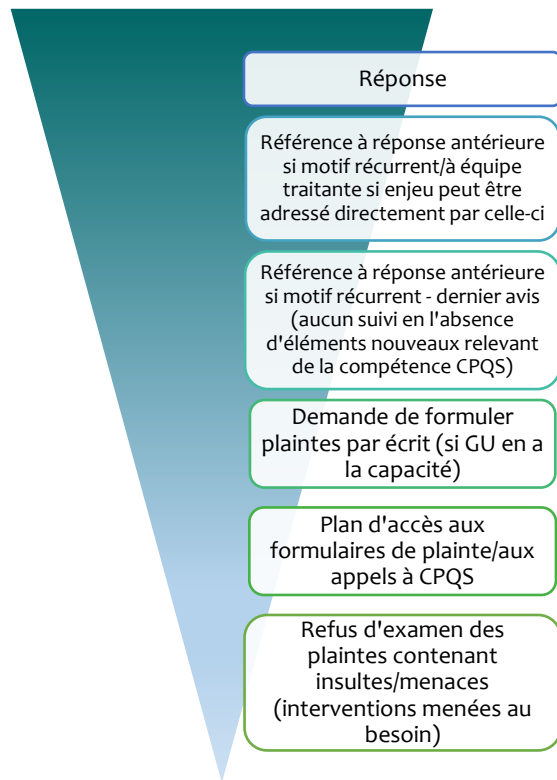 Réponse
Référence à réponse antérieure
si motif récurrent/à équipe
traitante si enjeu peut être
adressé directement par celle-ci
Référence à réponse antérieure
si motif récurrent - dernier avis
(aucun suivi en l'absence
d'éléments nouveaux relevant
de la compétence CPQS)
Demande de formuler
plaintes par écrit (si GU en a
la capacité)
Plan d'accès aux
formulaires de plainte/aux
appels à CPQS
Refus d'examen des
plaintes contenant
insultes/menaces
(interventions menées au
besoin)